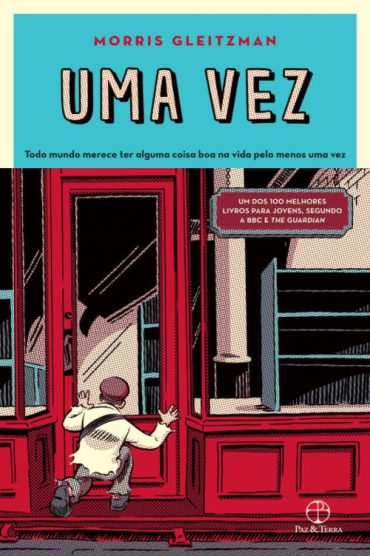 MORRIS GLEITZMAN
UMA VEZ
Todo mundo merece ter alguma coisa boa na vida pelo menos uma vez
UM DOS 100 MELHORES
LIVROS PARA JOVENS, SEGUNDO
A BBC E THE GUARDIAN
PAZ & TERRA